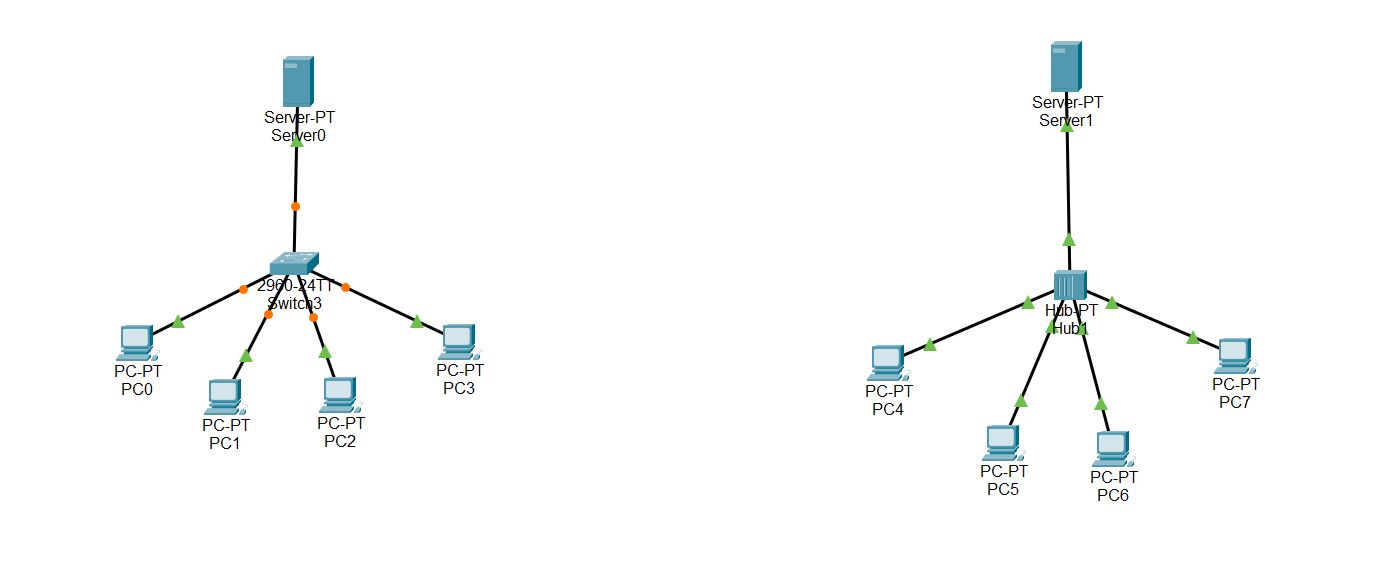 Server-PT
Server0
2960-24TT
Switch3
PC-PT
PC0
PC-PT
PC1
PC-PT
PC2
PC-PT
PC3
Server-PT
Server1
Hub-PT
Hub1
PC-PT
PC4
PC-PT
PC5
PC-PT
PC6
PC-PT
PC7